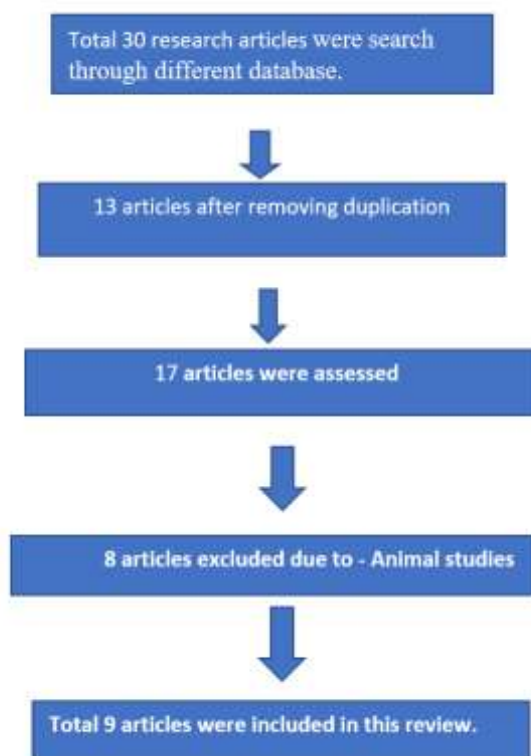 Total 30 research articles were search
through different database.
13 articles after removing duplication
17 articles were assessed
8 articles excluded due to - Animal studies
Total 9 articles were included in this review.